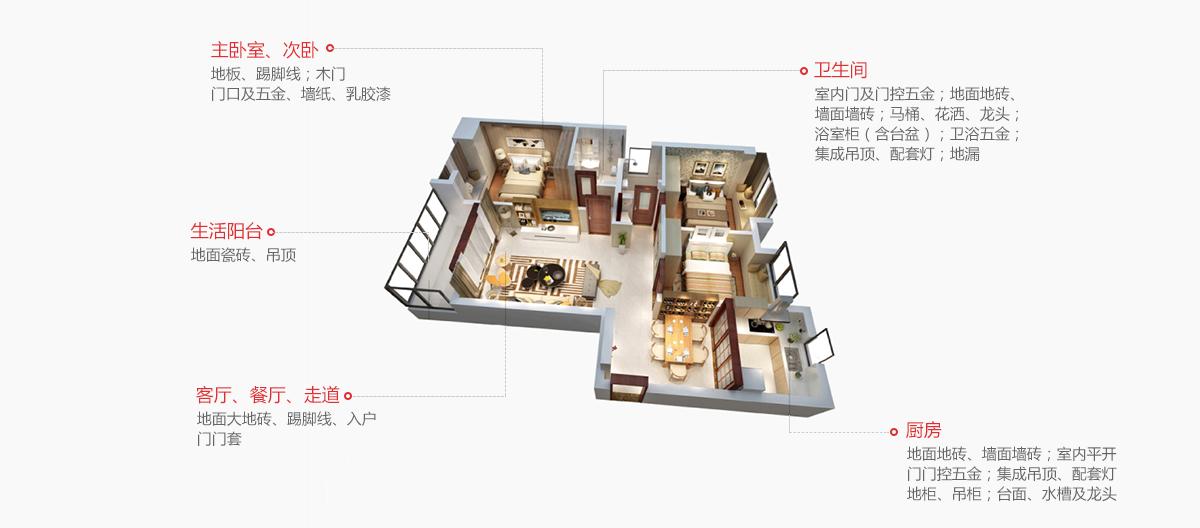 主卧室、次卧
地板、踢脚线；木门
门口及五金、墙纸、乳胶漆
卫生间
室内门及门控五金；地面地砖、
墙面墙砖；马桶、花洒、龙头；
浴室柜（含台盆）；卫浴五金；
集成吊顶、配套灯；地漏
生活阳台
地面瓷砖、吊顶
客厅、餐厅、走道
地面大地砖、踢脚线、入户
门门套
厨房
地面地砖、墙面墙砖；室内平开
门门控五金；集成吊顶、配套灯
地柜、吊柜；台面、水槽及龙头